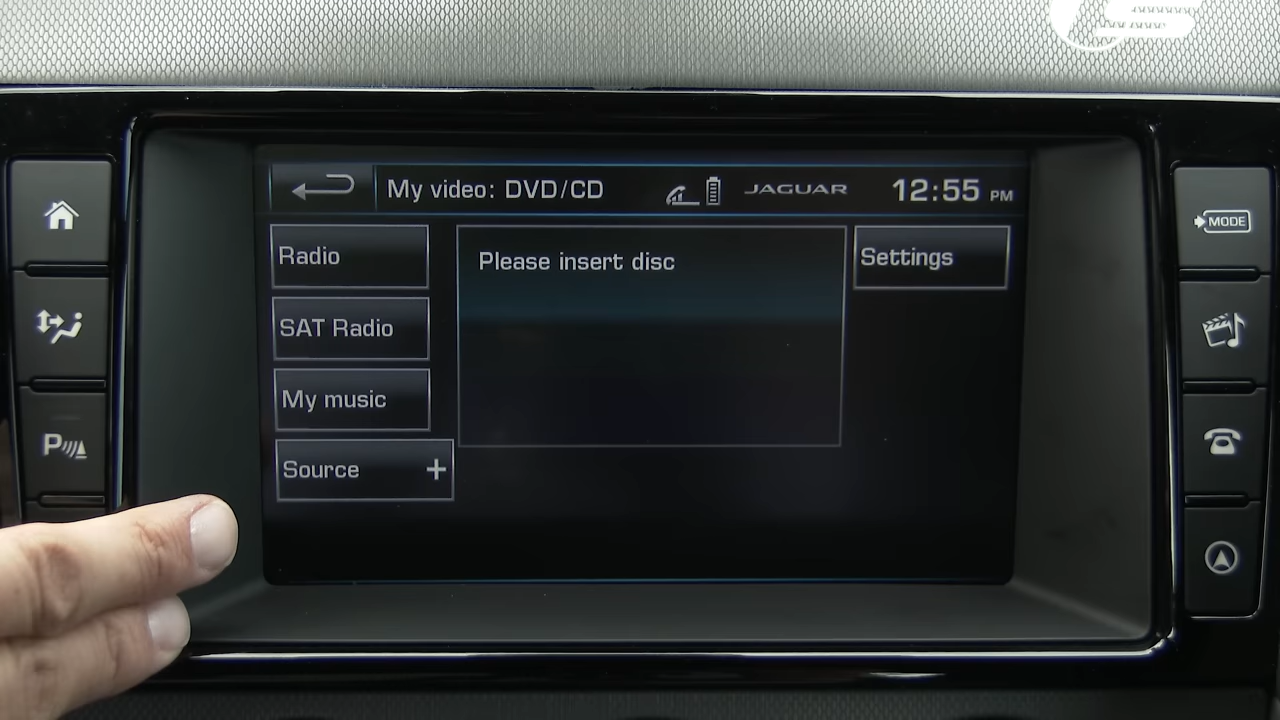 My video: DVD/CD
JAGUAR
12:55 PM
Radio
SAT Radio
My music
Source +
Please insert disc
Settings
P
MODE